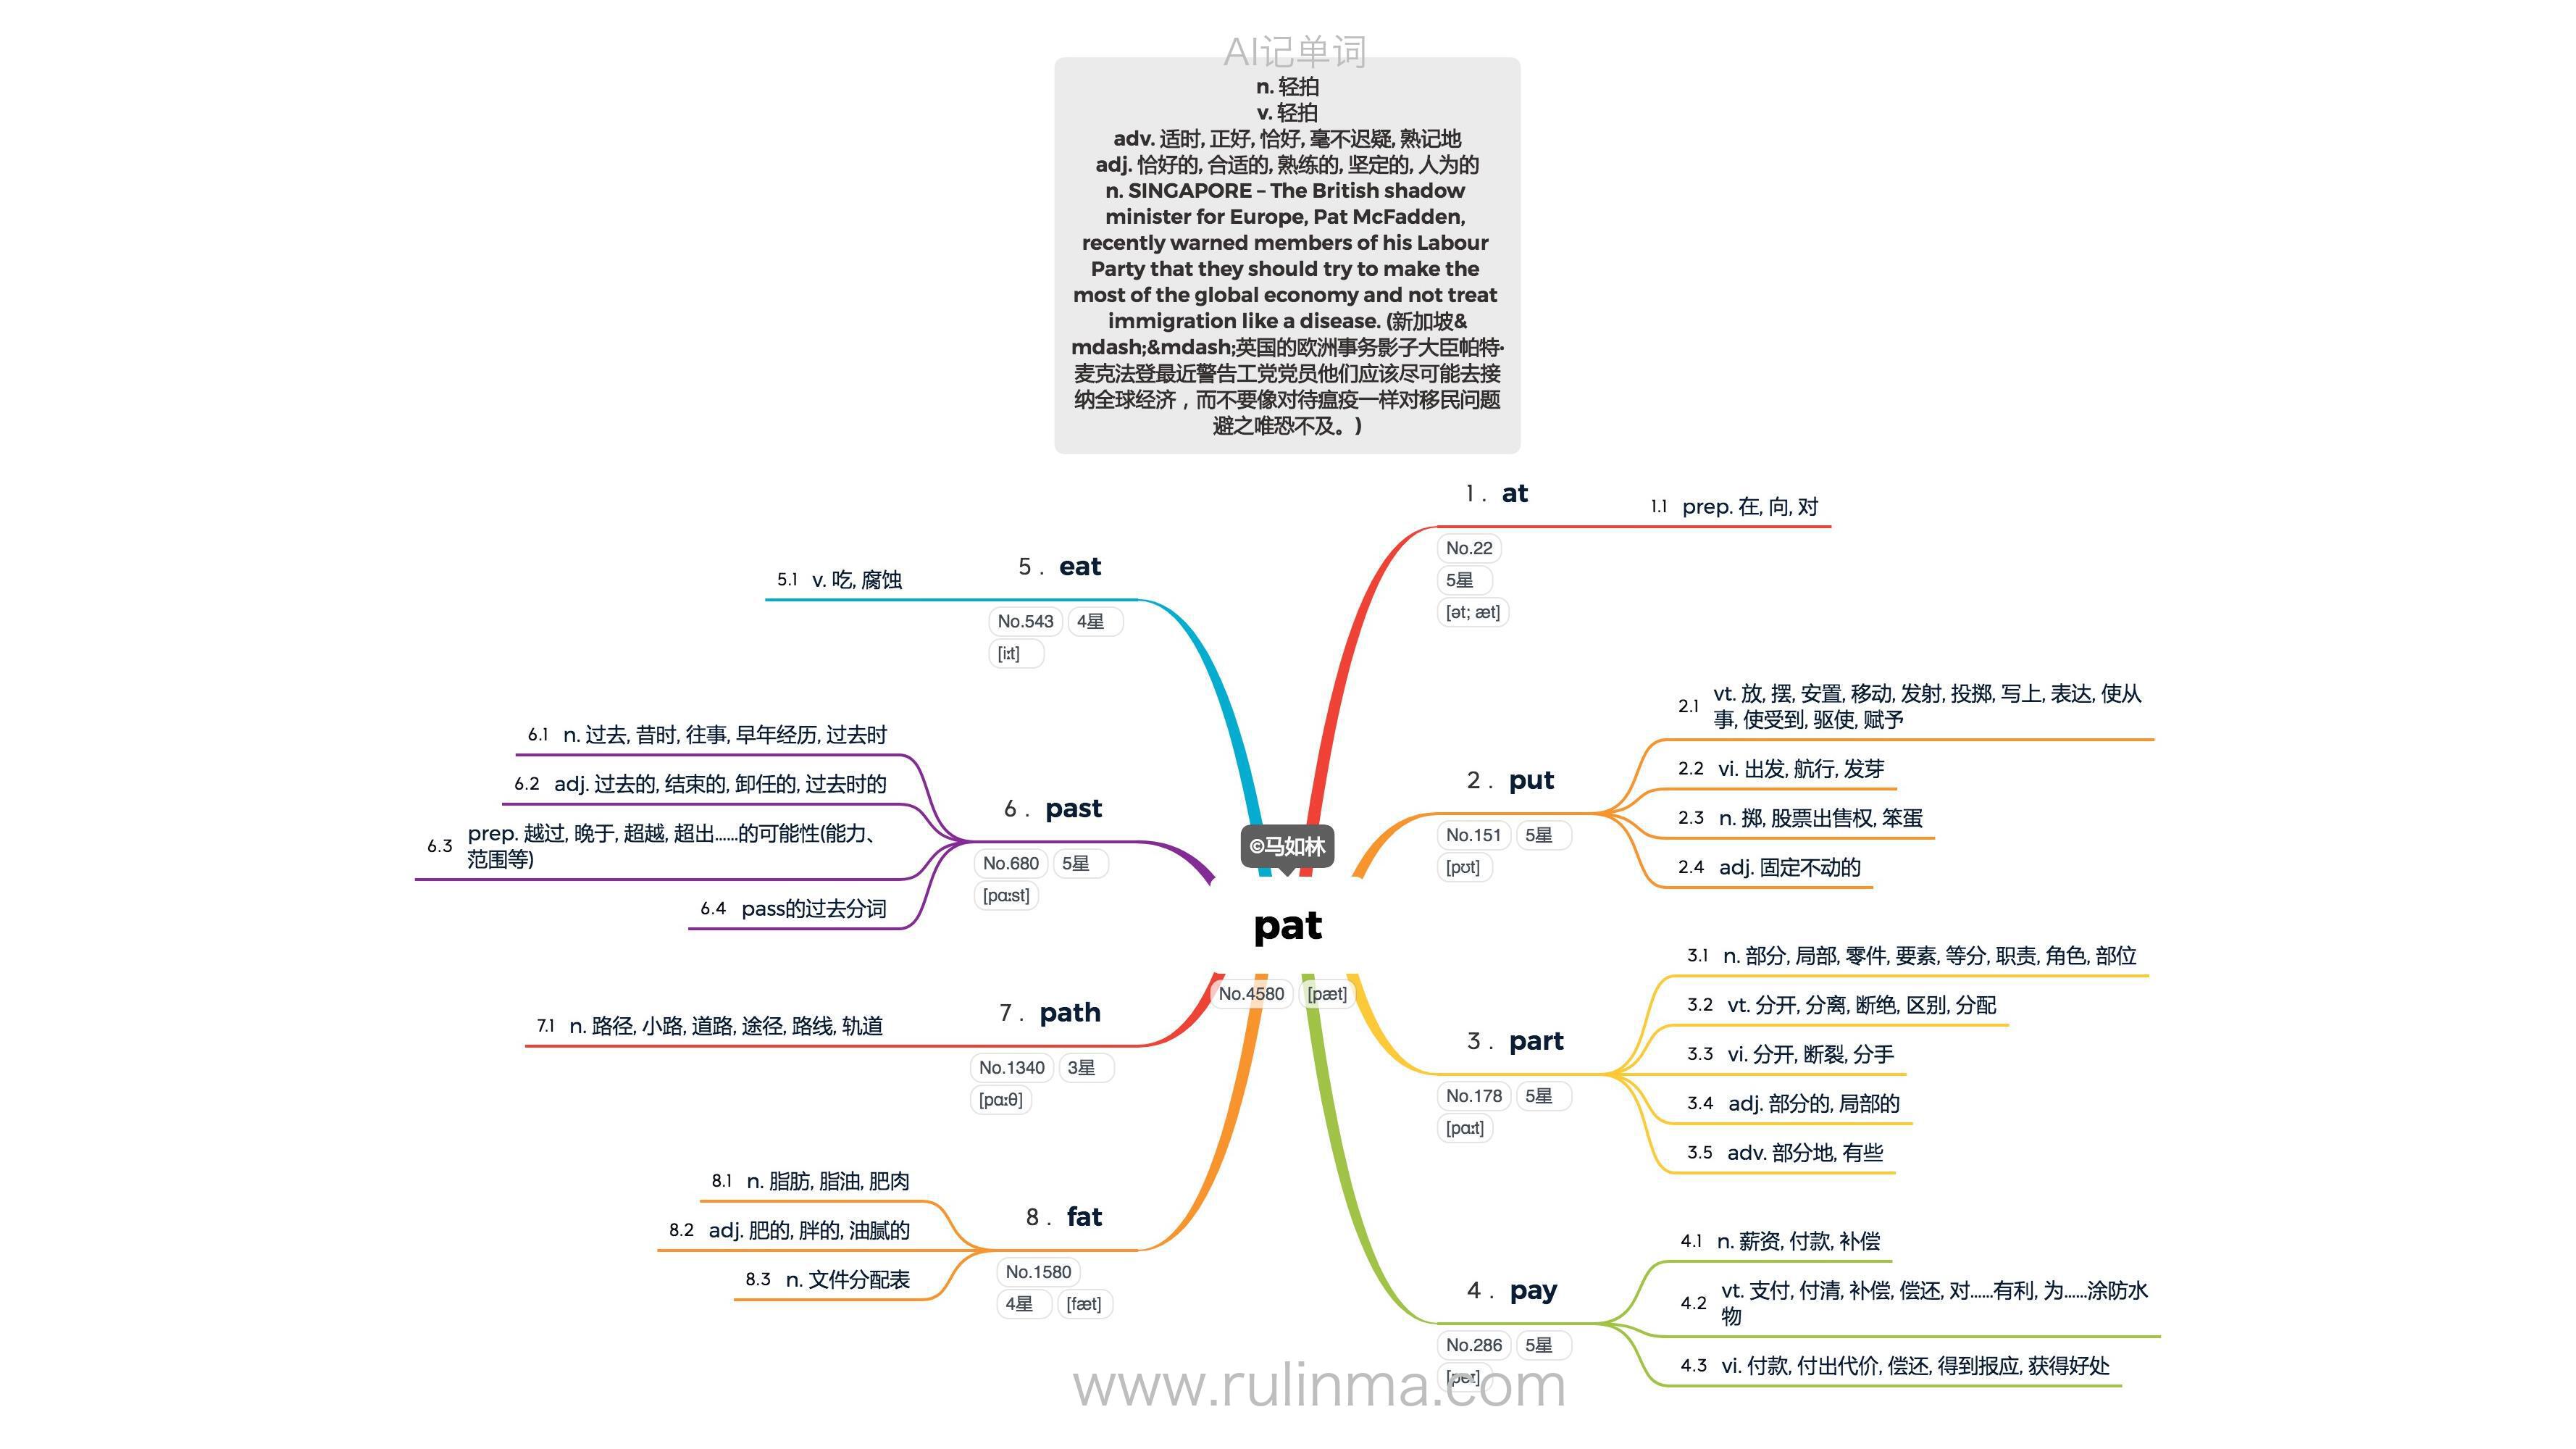 AI记单词
n. 轻拍
v. 轻拍
adv. 适时, 正好, 恰好, 毫不迟疑, 熟记地
adj. 恰好的, 合适的, 熟练的, 坚定的, 人为的
n. SINGAPORE – The British shadow
minister for Europe, Pat McFadden,
recently warned members of his Labour
Party that they should try to make the
most of the global economy and not treat
immigration like a disease. (新加坡&
mdash;&mdash;英国的欧洲事务影子大臣帕特·
麦克法登最近警告工党党员他们应该尽可能去接
纳全球经济，而不要像对待瘟疫一样对移民问题
避之唯恐不及。)
©马如林
pat
No.4580 [pæt]
1. at
No.22
5星
[ət; æt]
1.1 prep. 在, 向, 对
2. put
No.151 5星
[pʊt]
2.1 vt. 放, 摆, 安置, 移动, 发射, 投掷, 写上, 表达, 使从
事, 使受到, 驱使, 赋予
2.2 vi. 出发, 航行, 发芽
2.3 n. 掷, 股票出售权, 笨蛋
2.4 adj. 固定不动的
3. part
No.178 5星
[pɑːt]
3.1 n. 部分, 局部, 零件, 要素, 等分, 职责, 角色, 部位
3.2 vt. 分开, 分离, 断绝, 区别, 分配
3.3 vi. 分开, 断裂, 分手
3.4 adj. 部分的, 局部的
3.5 adv. 部分地, 有些
4. pay
No.286 5星
[peɪ]
4.1 n. 薪资, 付款, 补偿
4.2 vt. 支付, 付清, 补偿, 偿还, 对……有利, 为……涂防水
物
4.3 vi. 付款, 付出代价, 偿还, 得到报应, 获得好处
5. eat
No.543 4星
[iːt]
5.1 v. 吃, 腐蚀
6. past
No.680 5星
[pɑːst]
6.1 n. 过去, 昔时, 往事, 早年经历, 过去时
6.2 adj. 过去的, 结束的, 卸任的, 过去时的
6.3 prep. 越过, 晚于, 超越, 超出……的可能性(能力、
范围等)
6.4 pass的过去分词
7. path
No.1340 3星
[pɑːθ]
7.1 n. 路径, 小路, 道路, 途径, 路线, 轨道
8. fat
No.1580
4星 [fæt]
8.1 n. 脂肪, 脂油, 肥肉
8.2 adj. 肥的, 胖的, 油腻的
8.3 n. 文件分配表
www.rulinma.com